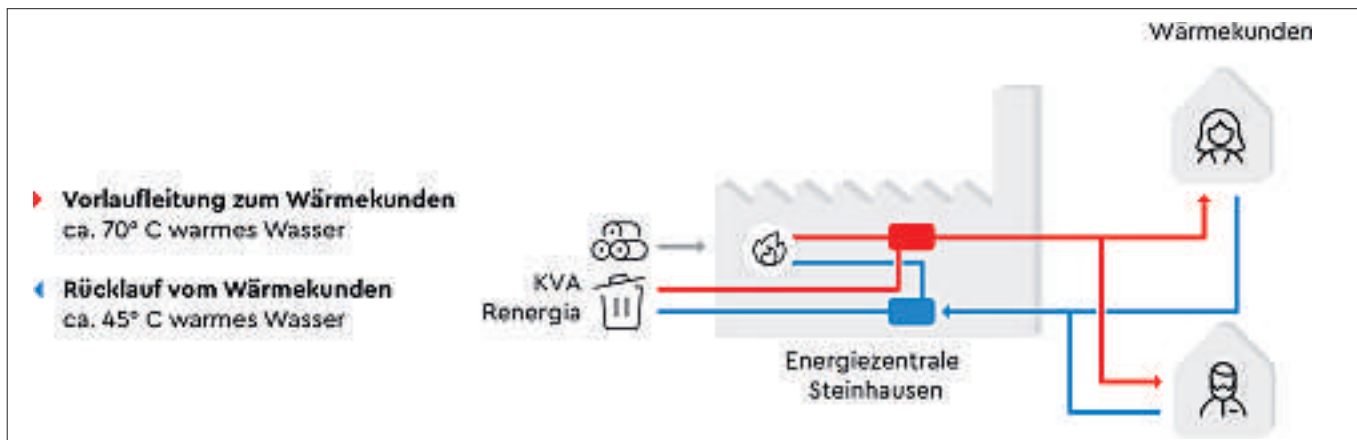 Wärmekunden
Vorlaufleitung zum Wärmekunden
ca. 70° C warmes Wasser
Rücklauf vom Wärmekunden
ca. 45° C warmes Wasser
KVA
Renergia
Energiezentrale
Steinhausen